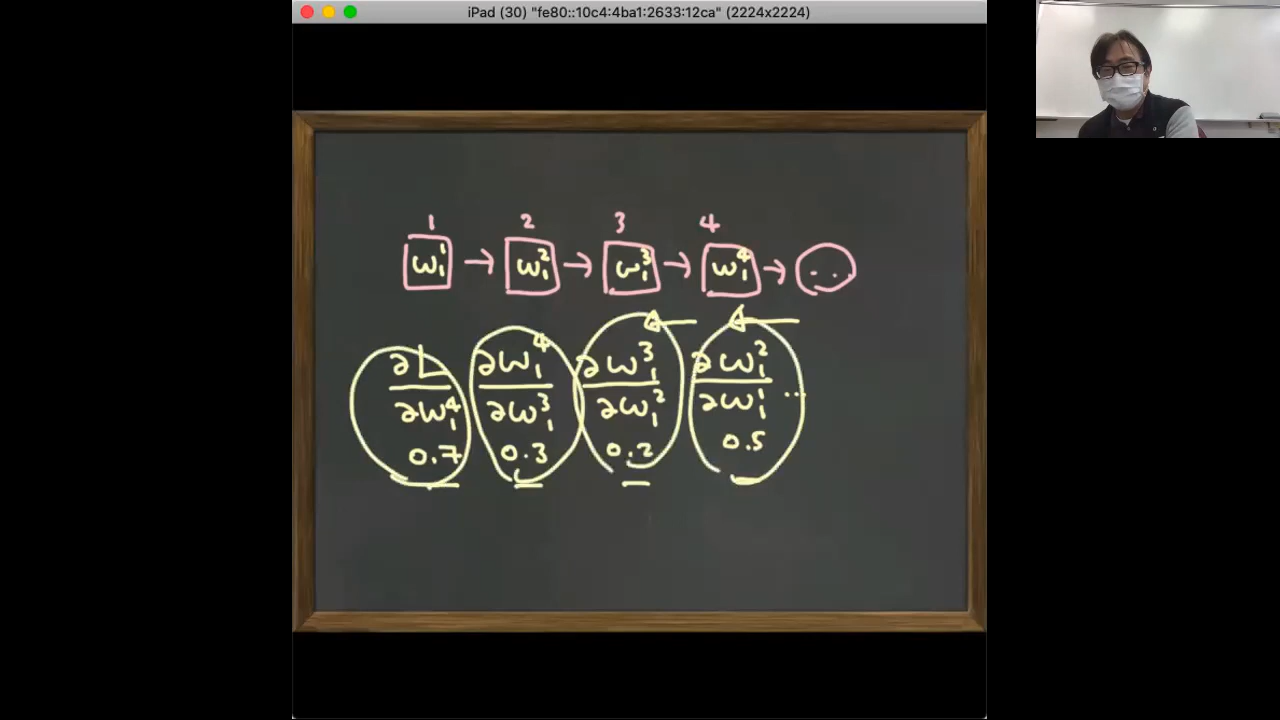 iPad (30) "fe80::10c4:4ba1:2633:12ca" (2224x2224)
1 2 3 4
w₁¹ → w₁² → w₁³ → w₁⁴ → ..
∂L ∂w₁⁴ ∂w₁³ ∂w₁²
∂w₁⁴ ∂w₁³ ∂w₁² ∂w₁¹ ...
0.7 0.3 0.2 0.5